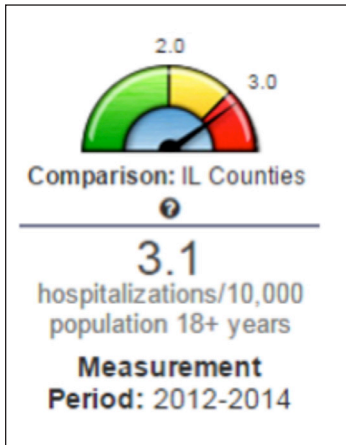 2.0
3.0
Comparison: IL Counties
?
3.1
hospitalizations/10,000
population 18+ years
Measurement
Period: 2012-2014